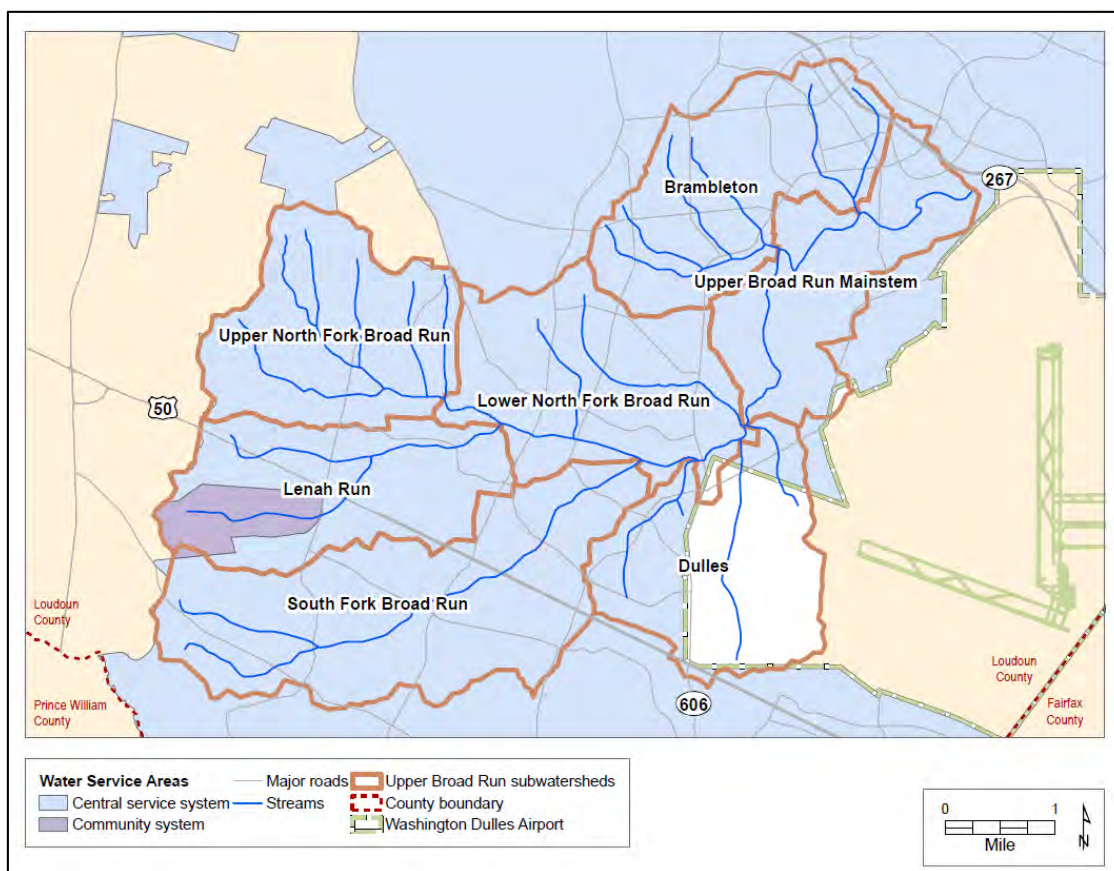 267
Brambleton
Upper Broad Run Mainstem
Upper North Fork Broad Run
50
Lower North Fork Broad Run
Lenah Run
Dulles
South Fork Broad Run
Loudoun
County
Prince William
County
606
Loudoun
County
Fairfax
County
Water Service Areas
Central service system
Community system
Major roads
Streams
Upper Broad Run subwatersheds
County boundary
Washington Dulles Airport
0 1
Mile